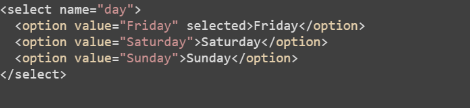 <select name="day">
  <option value="Friday" selected>Friday</option>
  <option value="Saturday">Saturday</option>
  <option value="Sunday">Sunday</option>
</select>